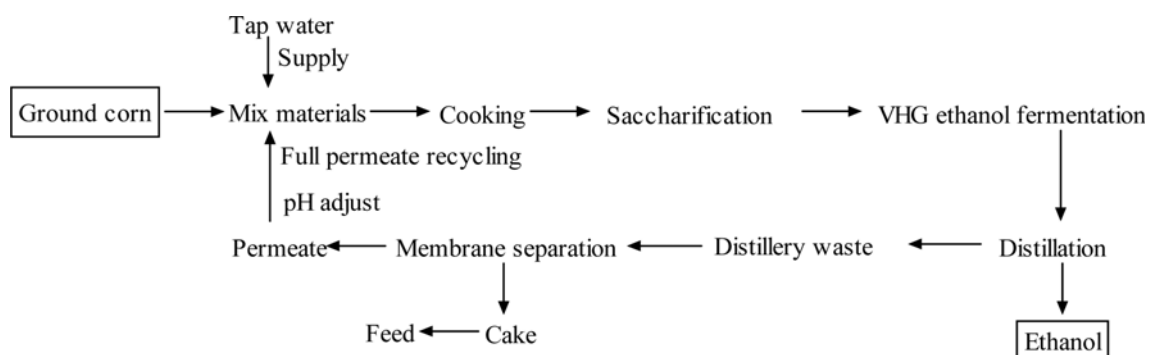 Tap water
Supply
Ground corn
Mix materials
Cooking
Saccharification
VHG ethanol fermentation
Full permeate recycling
pH adjust
Permeate
Membrane separation
Distillery waste
Distillation
Feed
Cake
Ethanol